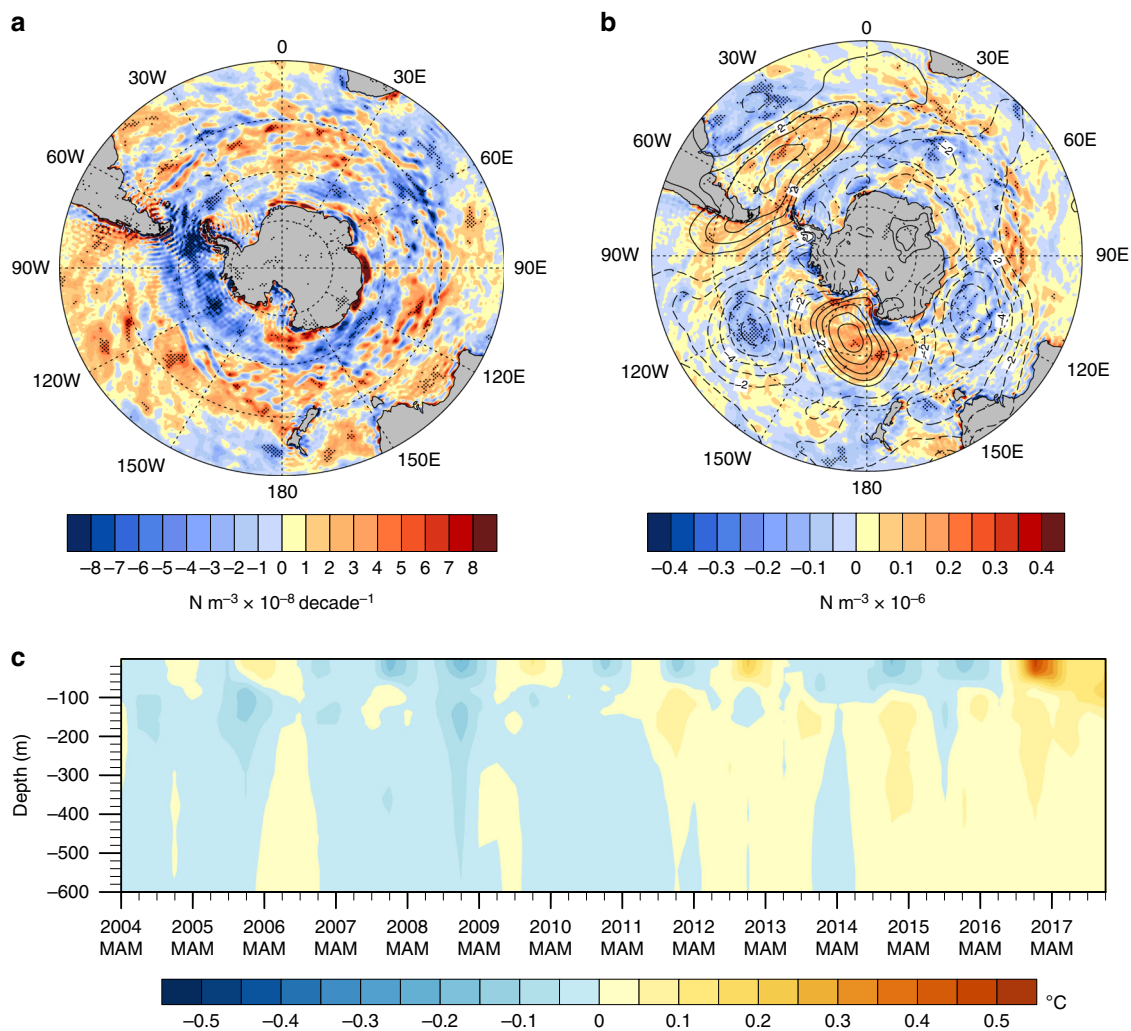 a
0
30W
30E
60W
60E
90W
90E
120W
120E
150W
150E
180
–8 –7 –6 –5 –4 –3 –2 –1 0 1 2 3 4 5 6 7 8
N m⁻³ × 10⁻⁸ decade⁻¹
b
0
30W
30E
60W
60E
90W
90E
120W
120E
150W
150E
180
–0.4 –0.3 –0.2 –0.1 0 0.1 0.2 0.3 0.4
N m⁻³ × 10⁻⁶
c
Depth (m)
–100
–200
–300
–400
–500
–600
2004 2005 2006 2007 2008 2009 2010 2011 2012 2013 2014 2015 2016 2017
MAM MAM MAM MAM MAM MAM MAM MAM MAM MAM MAM MAM MAM MAM
–0.5 –0.4 –0.3 –0.2 –0.1 0 0.1 0.2 0.3 0.4 0.5
°C